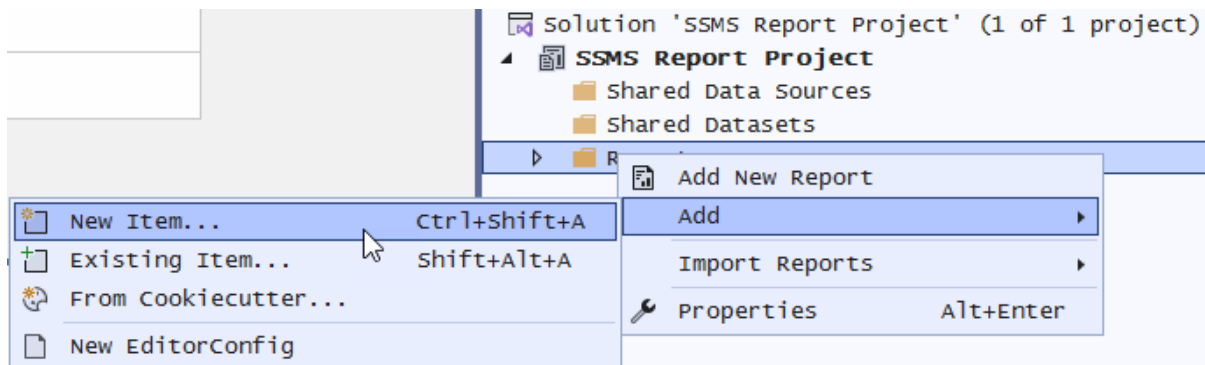 Solution 'SSMS Report Project' (1 of 1 project)
SSMS Report Project
Shared Data Sources
Shared Datasets
Add New Report
Add
Import Reports
Properties Alt+Enter
New Item... Ctrl+Shift+A
Existing Item... Shift+Alt+A
From Cookiecutter...
New EditorConfig